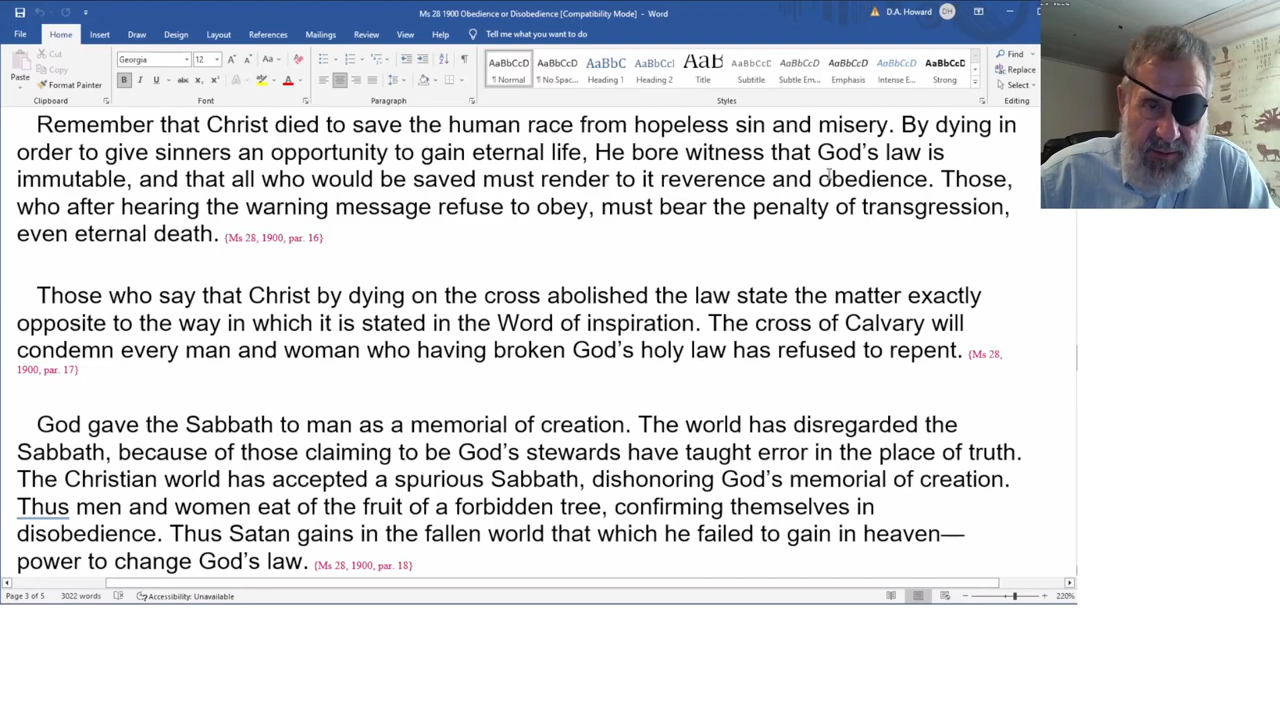 Ms 28 1900 Obedience or Disobedience [Compatibility Mode] - Word
D.A. Howard
DH
File Home Insert Draw Design Layout References Mailings Review View Help Tell me what you want to do
Paste
Cut
Copy
Format Painter
Clipboard
Georgia 12
B I U
Font
Paragraph
AaBbCcD AaBbCcD AaBbC AaBbCcI AaB AaBbCcD AaBbCcD AaBbCcD AaBbCcD AaBbCcD
¶ Normal ¶ No Spac... Heading 1 Heading 2 Title Subtitle Subtle Em... Emphasis Intense E... Strong
Styles
Find
Replace
Select
Editing
Remember that Christ died to save the human race from hopeless sin and misery. By dying in
order to give sinners an opportunity to gain eternal life, He bore witness that God’s law is
immutable, and that all who would be saved must render to it reverence and obedience. Those,
who after hearing the warning message refuse to obey, must bear the penalty of transgression,
even eternal death. {Ms 28, 1900, par. 16}
Those who say that Christ by dying on the cross abolished the law state the matter exactly
opposite to the way in which it is stated in the Word of inspiration. The cross of Calvary will
condemn every man and woman who having broken God’s holy law has refused to repent. {Ms 28,
1900, par. 17}
God gave the Sabbath to man as a memorial of creation. The world has disregarded the
Sabbath, because of those claiming to be God’s stewards have taught error in the place of truth.
The Christian world has accepted a spurious Sabbath, dishonoring God’s memorial of creation.
Thus men and women eat of the fruit of a forbidden tree, confirming themselves in
disobedience. Thus Satan gains in the fallen world that which he failed to gain in heaven—
power to change God’s law. {Ms 28, 1900, par. 18}
Page 3 of 5 3022 words Accessibility: Unavailable 220%